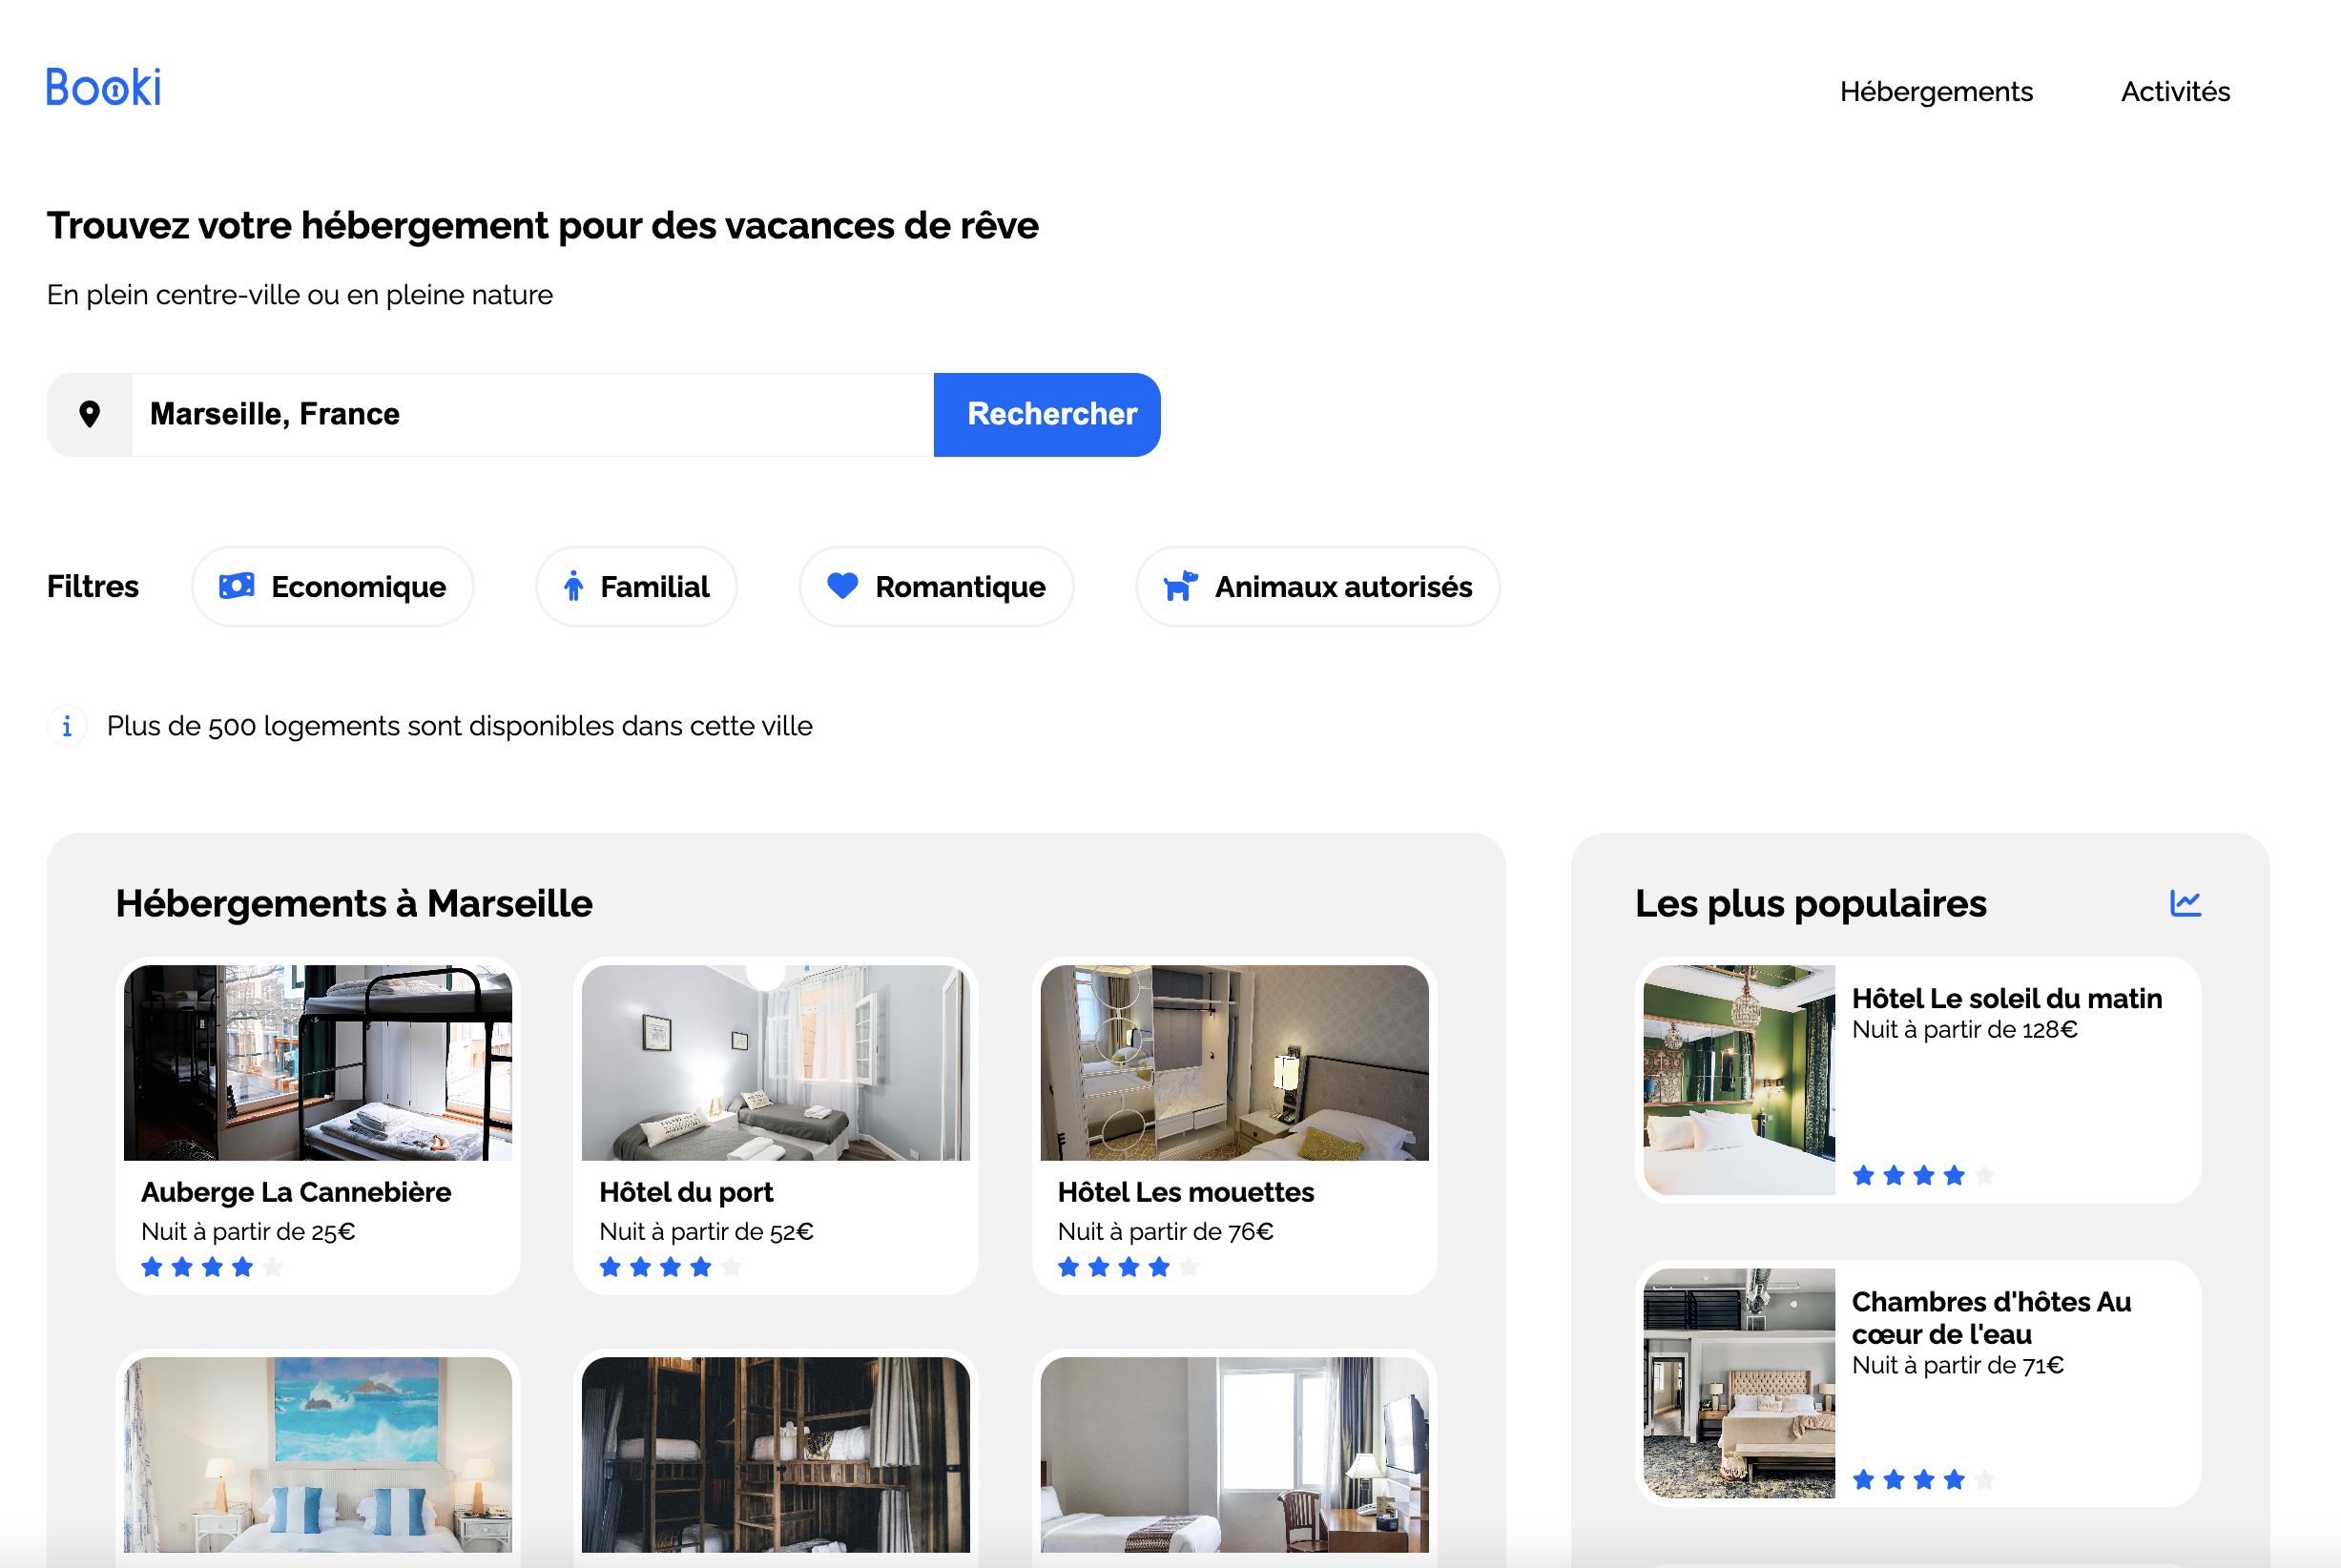 Booki
Hébergements
Activités
Trouvez votre hébergement pour des vacances de rêve
En plein centre-ville ou en pleine nature
Marseille, France
Rechercher
Filtres
Economique
Familial
Romantique
Animaux autorisés
Plus de 500 logements sont disponibles dans cette ville
Hébergements à Marseille
Auberge La Cannebière
Nuit à partir de 25€
Hôtel du port
Nuit à partir de 52€
Hôtel Les mouettes
Nuit à partir de 76€
Les plus populaires
Hôtel Le soleil du matin
Nuit à partir de 128€
Chambres d'hôtes Au
cœur de l'eau
Nuit à partir de 71€